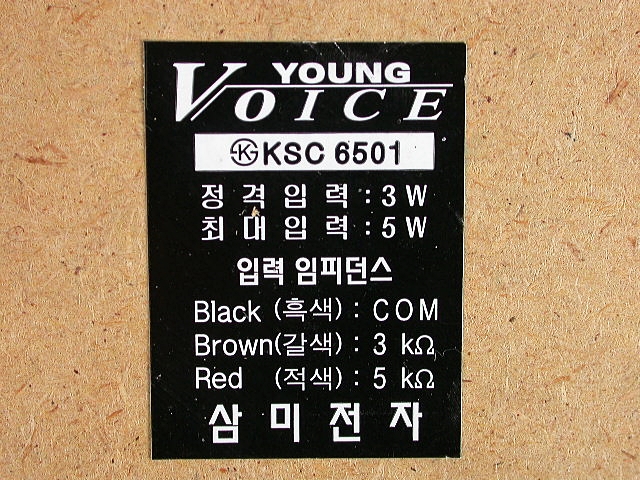 YOUNG
VOICE
KSC 6501
정격입력 : 3W
최대입력 : 5W
입력 임피던스
Black (흑색) : COM
Brown(갈색) : 3 kΩ
Red (적색) : 5 kΩ
삼미전자